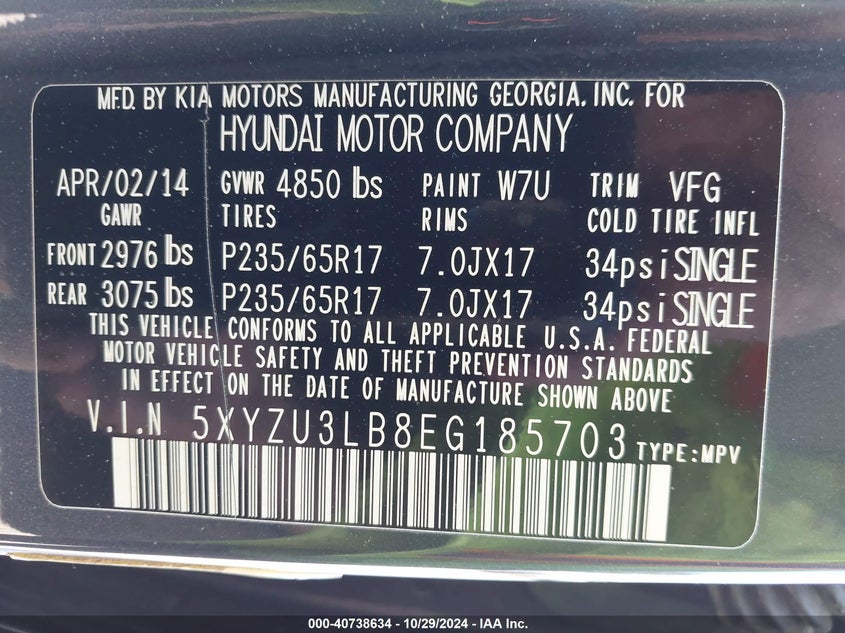 MFD. BY KIA MOTORS MANUFACTURING GEORGIA, INC. FOR
HYUNDAI MOTOR COMPANY
APR/02/14 GVWR 4850 lbs PAINT W7U TRIM VFG
GAWR TIRES RIMS COLD TIRE INFL
FRONT 2976 lbs P235/65R17 7.0JX17 34psi SINGLE
REAR 3075 lbs P235/65R17 7.0JX17 34psi SINGLE
THIS VEHICLE CONFORMS TO ALL APPLICABLE U.S.A. FEDERAL
MOTOR VEHICLE SAFETY AND THEFT PREVENTION STANDARDS
IN EFFECT ON THE DATE OF MANUFACTURE SHOWN ABOVE
V.I.N 5XYZU3LB8EG185703 TYPE:MPV
000-40738634 - 10/29/2024 - IAA Inc.